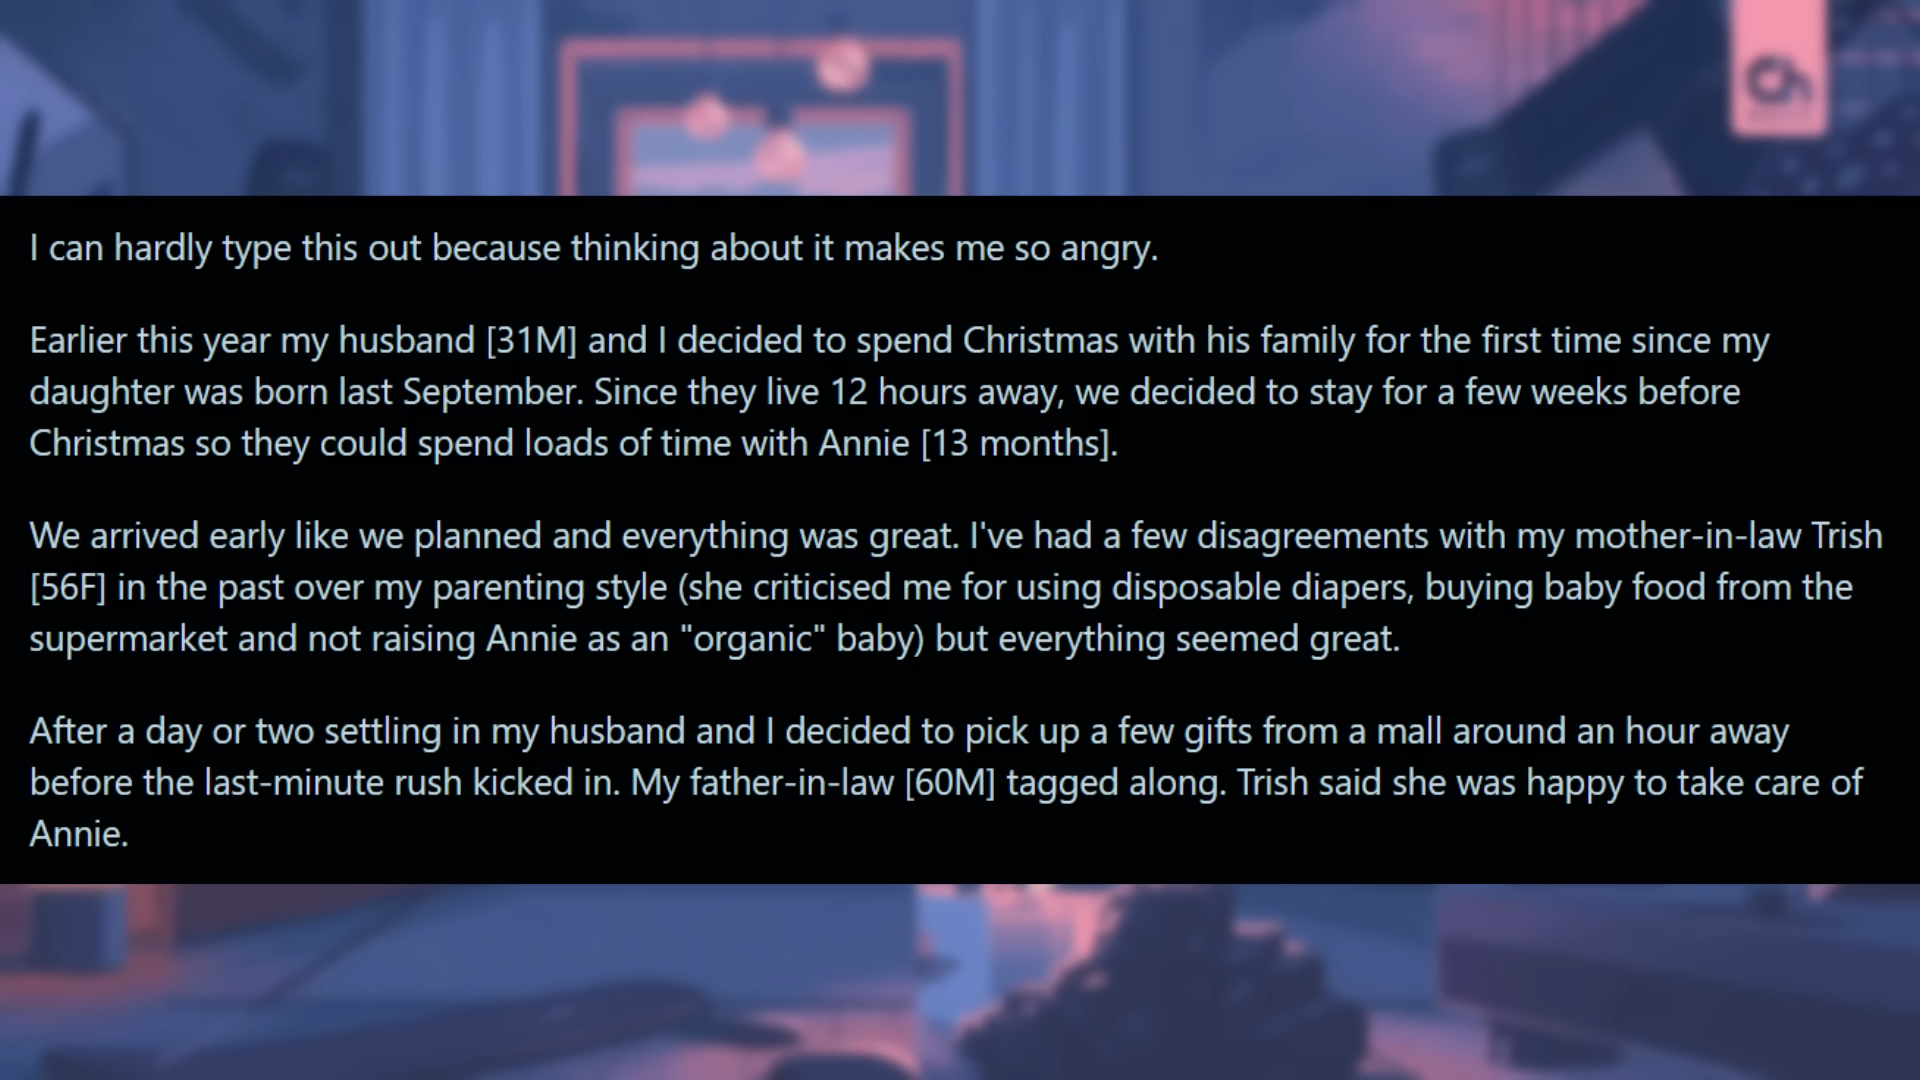 I can hardly type this out because thinking about it makes me so angry.
Earlier this year my husband [31M] and I decided to spend Christmas with his family for the first time since my
daughter was born last September. Since they live 12 hours away, we decided to stay for a few weeks before
Christmas so they could spend loads of time with Annie [13 months].
We arrived early like we planned and everything was great. I've had a few disagreements with my mother-in-law Trish
[56F] in the past over my parenting style (she criticised me for using disposable diapers, buying baby food from the
supermarket and not raising Annie as an "organic" baby) but everything seemed great.
After a day or two settling in my husband and I decided to pick up a few gifts from a mall around an hour away
before the last-minute rush kicked in. My father-in-law [60M] tagged along. Trish said she was happy to take care of
Annie.